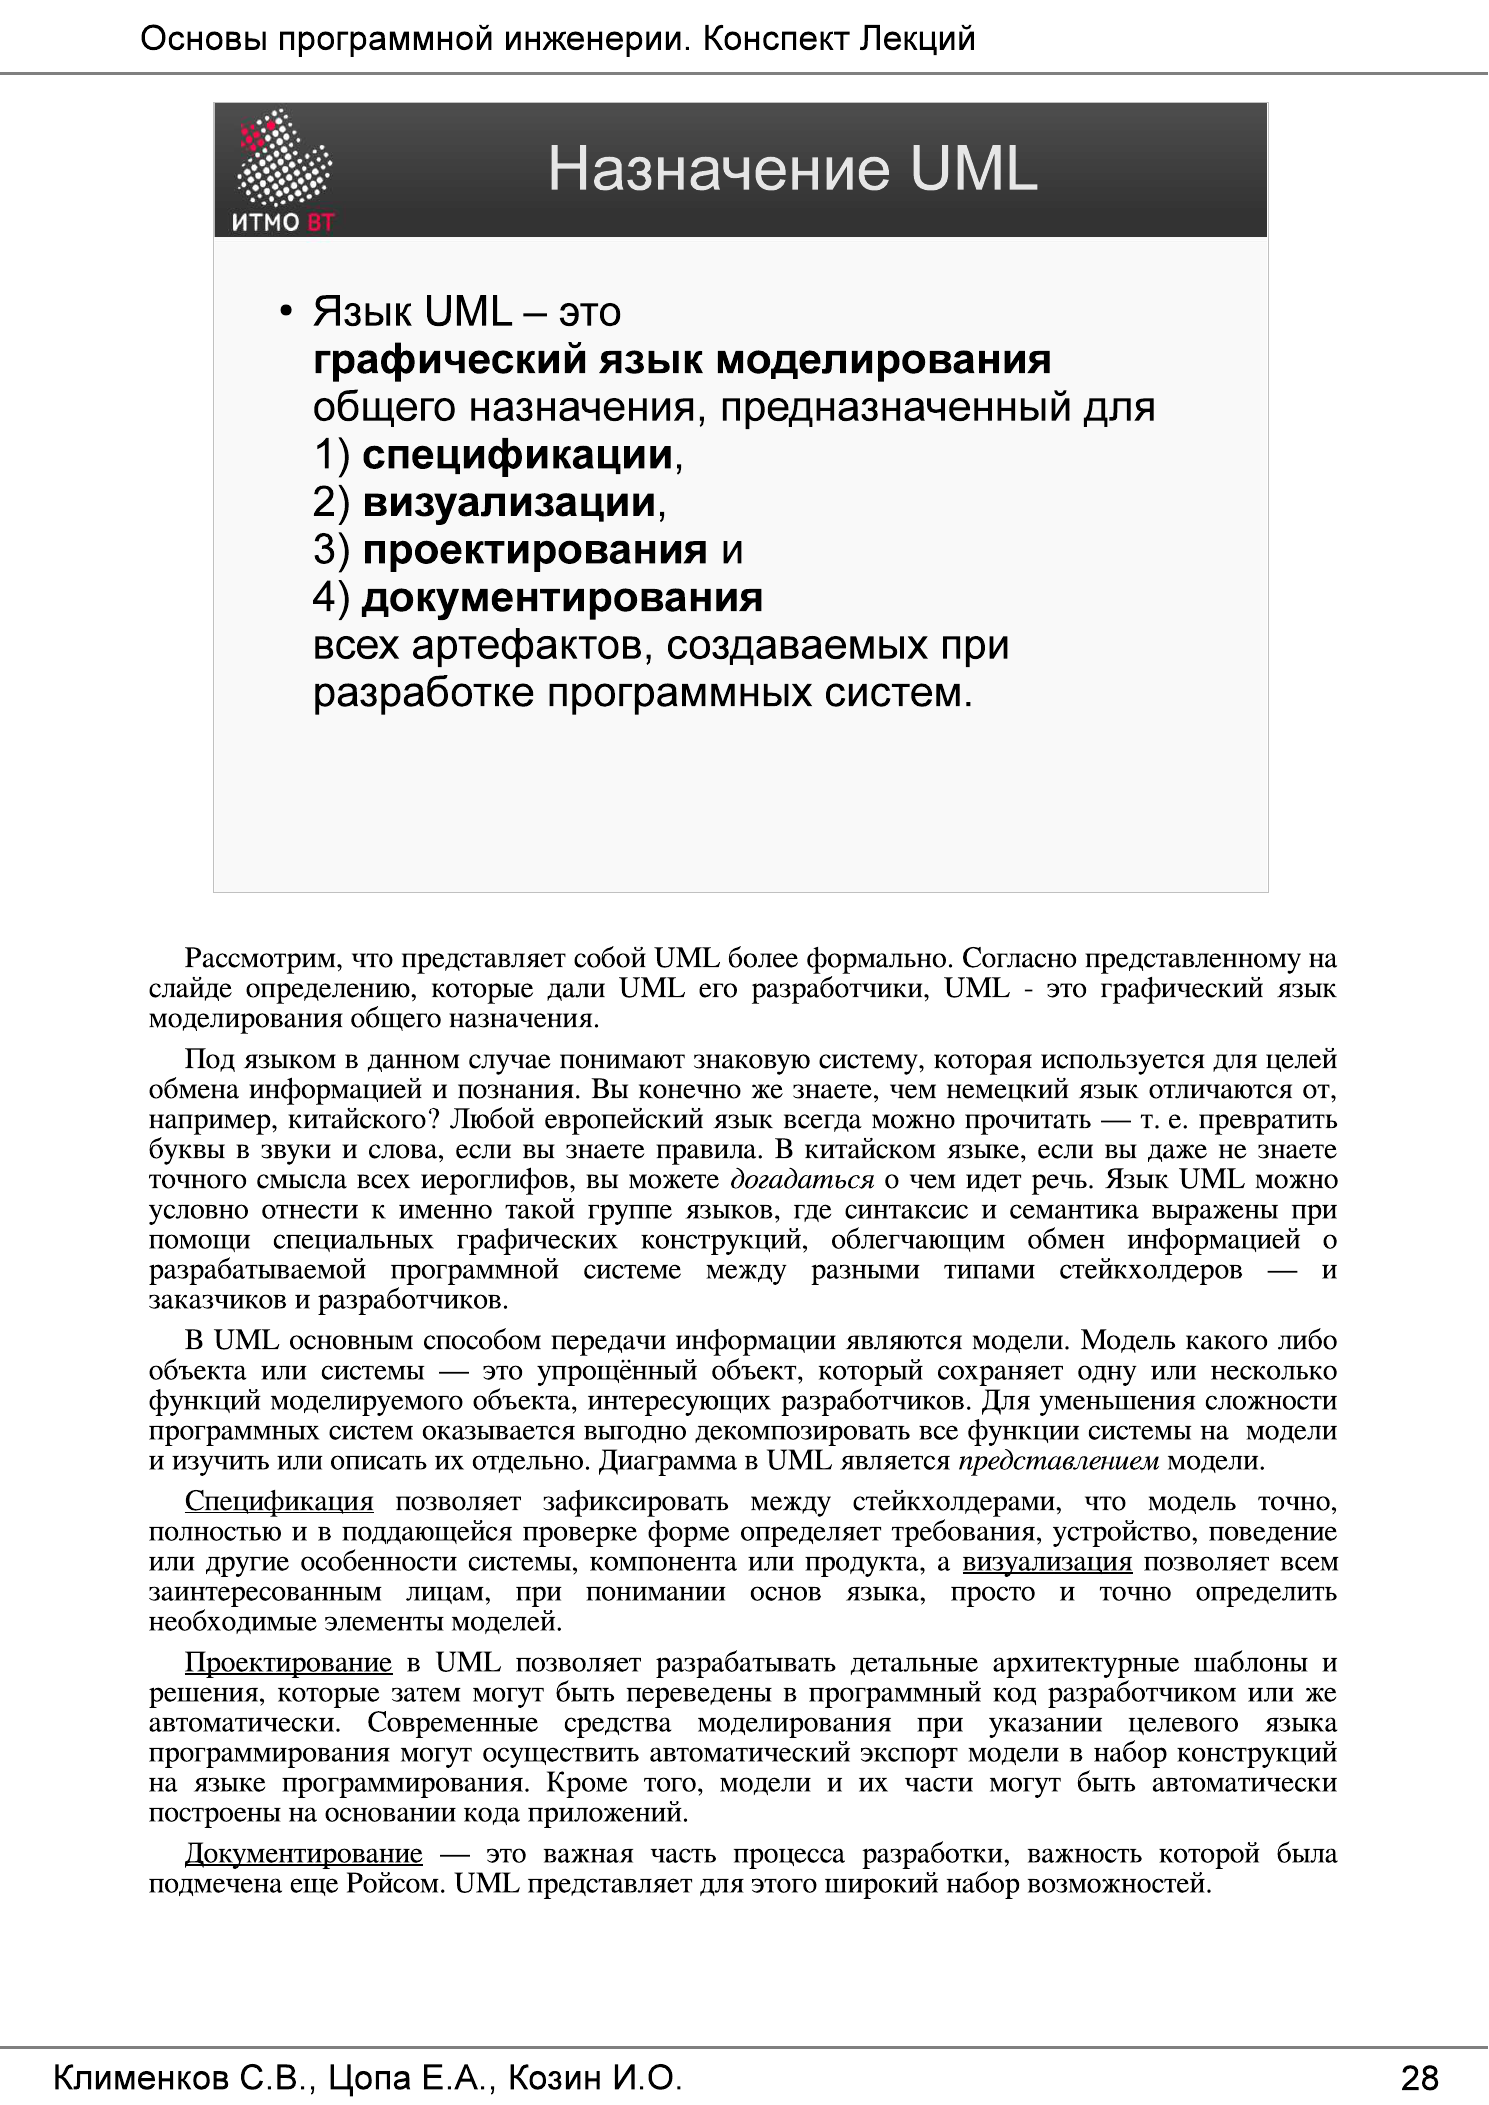 Основы программной инженерии. Конспект Лекций
ИТМО ВТ
Назначение UML
• Язык UML – это
графический язык моделирования
общего назначения, предназначенный для
1) спецификации,
2) визуализации,
3) проектирования и
4) документирования
всех артефактов, создаваемых при
разработке программных систем.
Рассмотрим, что представляет собой UML более формально. Согласно представленному на
слайде определению, которые дали UML его разработчики, UML - это графический язык
моделирования общего назначения.
Под языком в данном случае понимают знаковую систему, которая используется для целей
обмена информацией и познания. Вы конечно же знаете, чем немецкий язык отличаются от,
например, китайского? Любой европейский язык всегда можно прочитать — т. е. превратить
буквы в звуки и слова, если вы знаете правила. В китайском языке, если вы даже не знаете
точного смысла всех иероглифов, вы можете догадаться о чем идет речь. Язык UML можно
условно отнести к именно такой группе языков, где синтаксис и семантика выражены при
помощи специальных графических конструкций, облегчающим обмен информацией о
разрабатываемой программной системе между разными типами стейкхолдеров — и
заказчиков и разработчиков.
В UML основным способом передачи информации являются модели. Модель какого либо
объекта или системы — это упрощённый объект, который сохраняет одну или несколько
функций моделируемого объекта, интересующих разработчиков. Для уменьшения сложности
программных систем оказывается выгодно декомпозировать все функции системы на модели
и изучить или описать их отдельно. Диаграмма в UML является представлением модели.
Спецификация позволяет зафиксировать между стейкхолдерами, что модель точно,
полностью и в поддающейся проверке форме определяет требования, устройство, поведение
или другие особенности системы, компонента или продукта, а визуализация позволяет всем
заинтересованным лицам, при понимании основ языка, просто и точно определить
необходимые элементы моделей.
Проектирование в UML позволяет разрабатывать детальные архитектурные шаблоны и
решения, которые затем могут быть переведены в программный код разработчиком или же
автоматически. Современные средства моделирования при указании целевого языка
программирования могут осуществить автоматический экспорт модели в набор конструкций
на языке программирования. Кроме того, модели и их части могут быть автоматически
построены на основании кода приложений.
Документирование — это важная часть процесса разработки, важность которой была
подмечена еще Ройсом. UML представляет для этого широкий набор возможностей.
Клименков С.В., Цопа Е.А., Козин И.О.
28